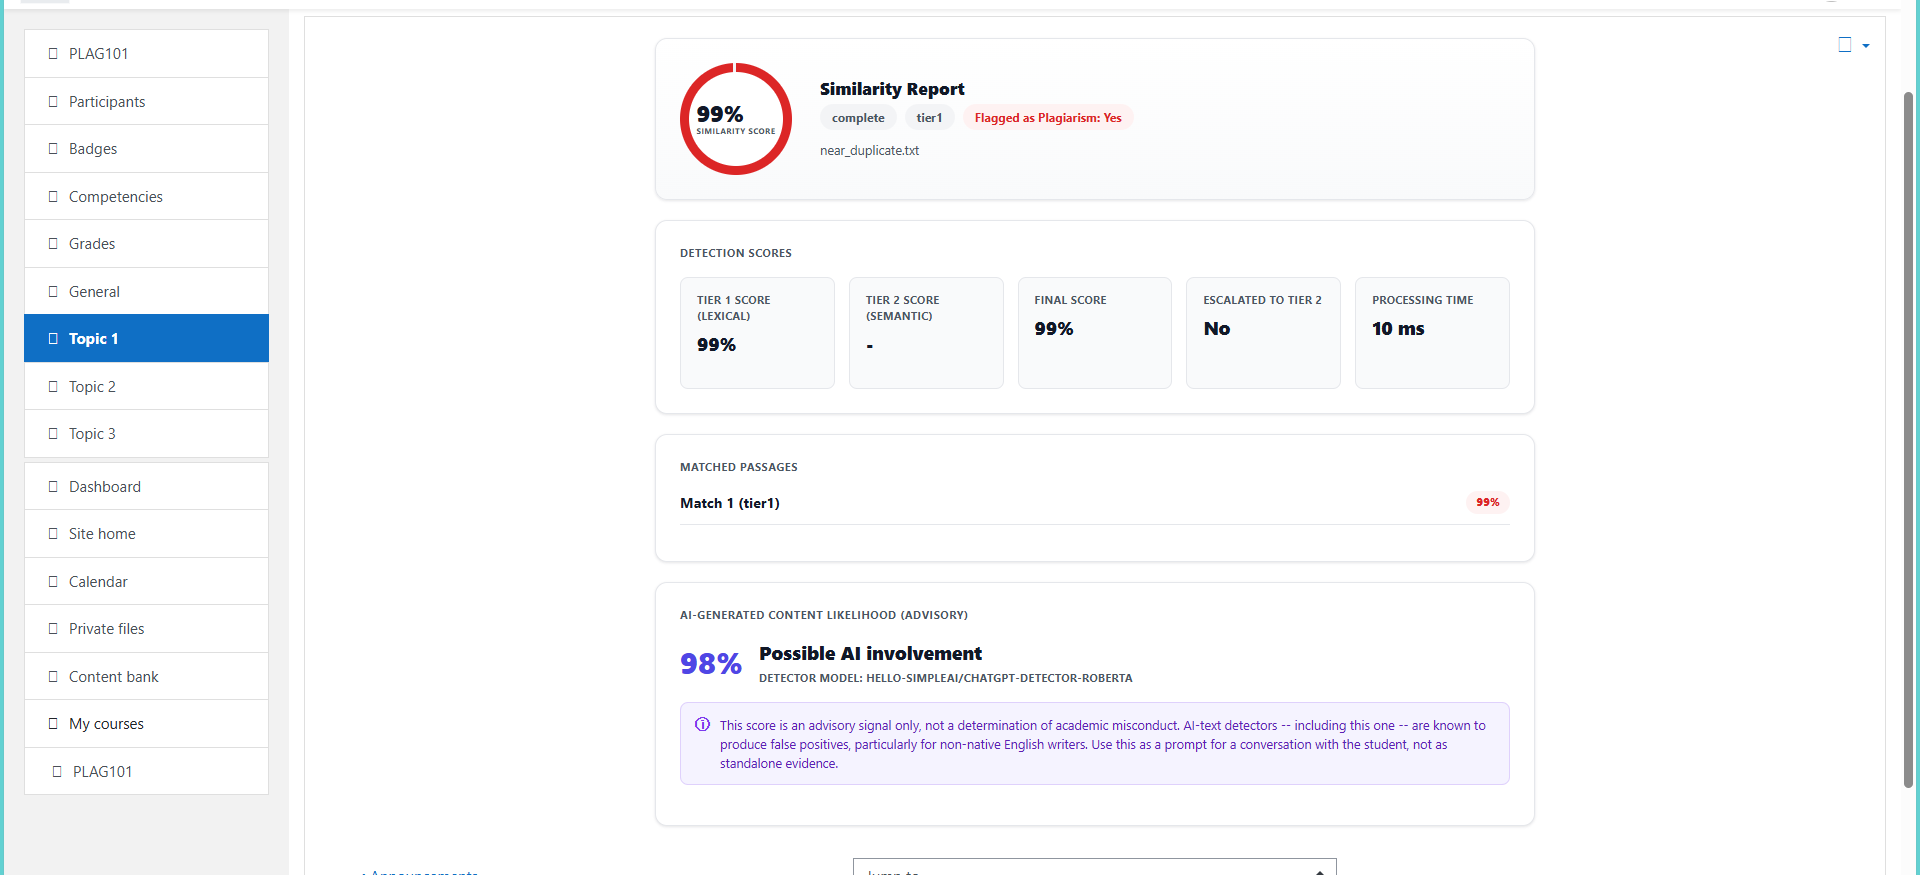 PLAG101
Participants
Badges
Competencies
Grades
General
Topic 1
Topic 2
Topic 3
Dashboard
Site home
Calendar
Private files
Content bank
My courses
PLAG101
99%
SIMILARITY SCORE
Similarity Report
complete tier1 Flagged as Plagiarism: Yes
near_duplicate.txt
DETECTION SCORES
TIER 1 SCORE
(LEXICAL)
99%
TIER 2 SCORE
(SEMANTIC)
-
FINAL SCORE
99%
ESCALATED TO TIER 2
No
PROCESSING TIME
10 ms
MATCHED PASSAGES
Match 1 (tier1) 99%
AI-GENERATED CONTENT LIKELIHOOD (ADVISORY)
98%
Possible AI involvement
DETECTOR MODEL: HELLO-SIMPLEAI/CHATGPT-DETECTOR-ROBERTA
This score is an advisory signal only, not a determination of academic misconduct. AI-text detectors -- including this one -- are known to
produce false positives, particularly for non-native English writers. Use this as a prompt for a conversation with the student, not as
standalone evidence.
Announcements
Jump to